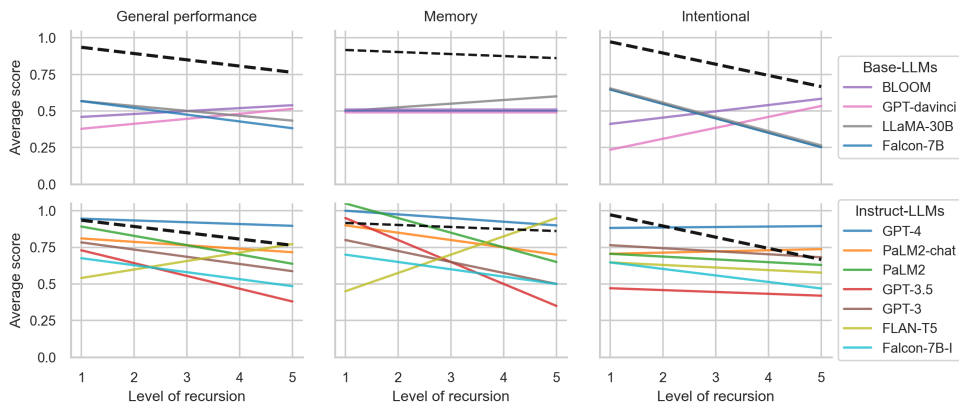 General performance
Memory
Intentional
1.0
0.75
0.5
0.25
0.0
Average score
Base-LLMs
BLOOM
GPT-davinci
LLaMA-30B
Falcon-7B
1.0
0.75
0.5
0.25
0.0
Average score
Instruct-LLMs
GPT-4
PaLM2-chat
PaLM2
GPT-3.5
GPT-3
FLAN-T5
Falcon-7B-I
1 2 3 4 5
1 2 3 4 5
1 2 3 4 5
Level of recursion
Level of recursion
Level of recursion